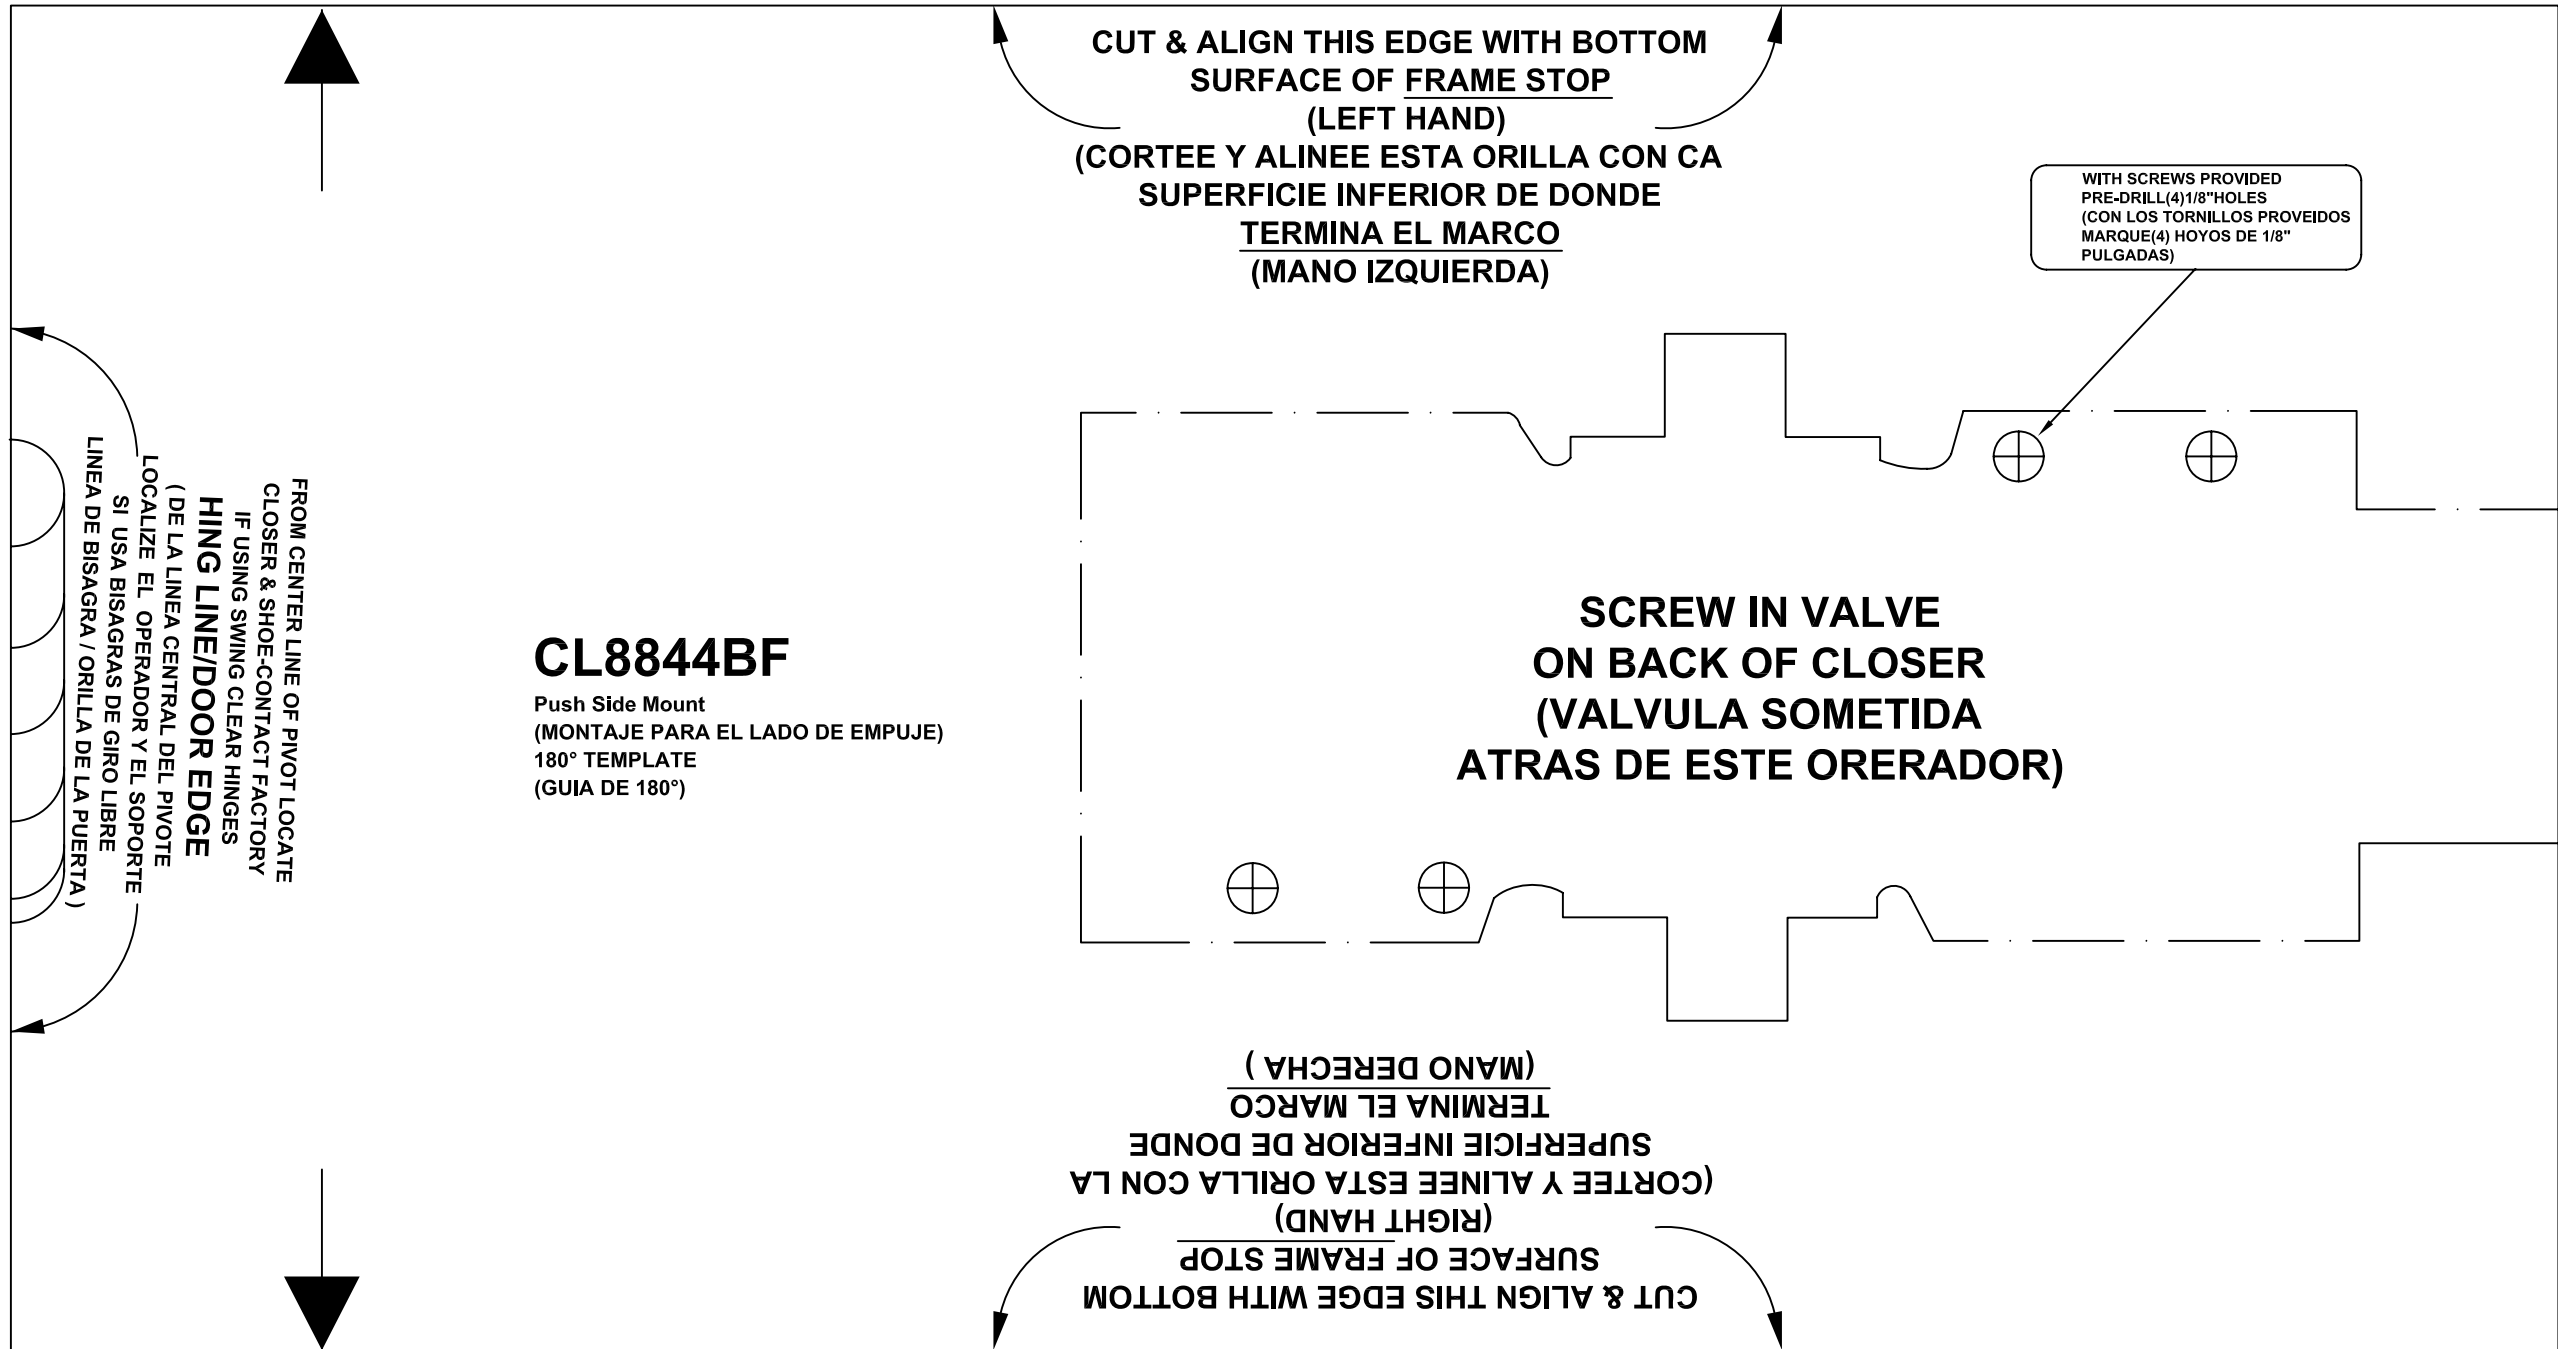 CUT & ALIGN THIS EDGE WITH BOTTOM
SURFACE OF FRAME STOP
(LEFT HAND)
(CORTEE Y ALINEE ESTA ORILLA CON CA
SUPERFICIE INFERIOR DE DONDE
TERMINA EL MARCO
(MANO IZQUIERDA)
WITH SCREWS PROVIDED
PRE-DRILL(4)1/8"HOLES
(CON LOS TORNILLOS PROVEIDOS
MARQUE(4) HOYOS DE 1/8"
PULGADAS)
FROM CENTER LINE OF PIVOT LOCATE
CLOSER & SHOE-CONTACT FACTORY
IF USING SWING CLEAR HINGES
HING LINE/DOOR EDGE
( DE LA LINEA CENTRAL DEL PIVOTE
LOCALIZE EL OPERADOR Y EL SOPORTE
SI USA BISAGRAS DE GIRO LIBRE
LINEA DE BISAGRA / ORILLA DE LA PUERTA )
CL8844BF
Push Side Mount
(MONTAJE PARA EL LADO DE EMPUJE)
180° TEMPLATE
(GUIA DE 180°)
SCREW IN VALVE
ON BACK OF CLOSER
(VALVULA SOMETIDA
ATRAS DE ESTE ORERADOR)
CUT & ALIGN THIS EDGE WITH BOTTOM
SURFACE OF FRAME STOP
(RIGHT HAND)
(CORTEE Y ALINEE ESTA ORILLA CON LA
SUPERFICIE INFERIOR DE DONDE
TERMINA EL MARCO
(MANO DERECHA )